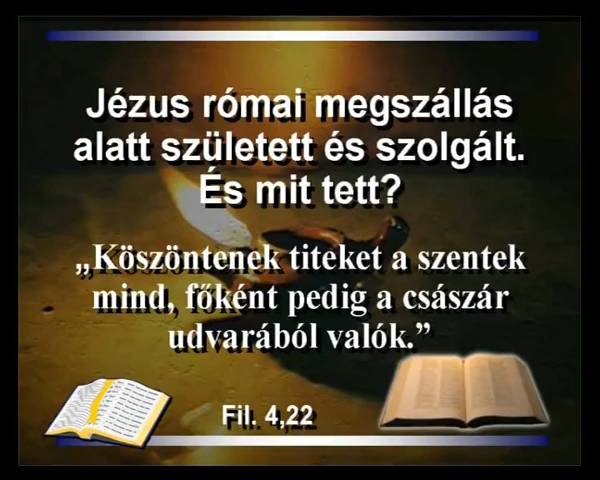 Jézus római megszállás
alatt született és szolgált.
És mit tett?
„Köszöntenek titeket a szentek
mind, főként pedig a császár
udvarából valók.”
Fil. 4,22